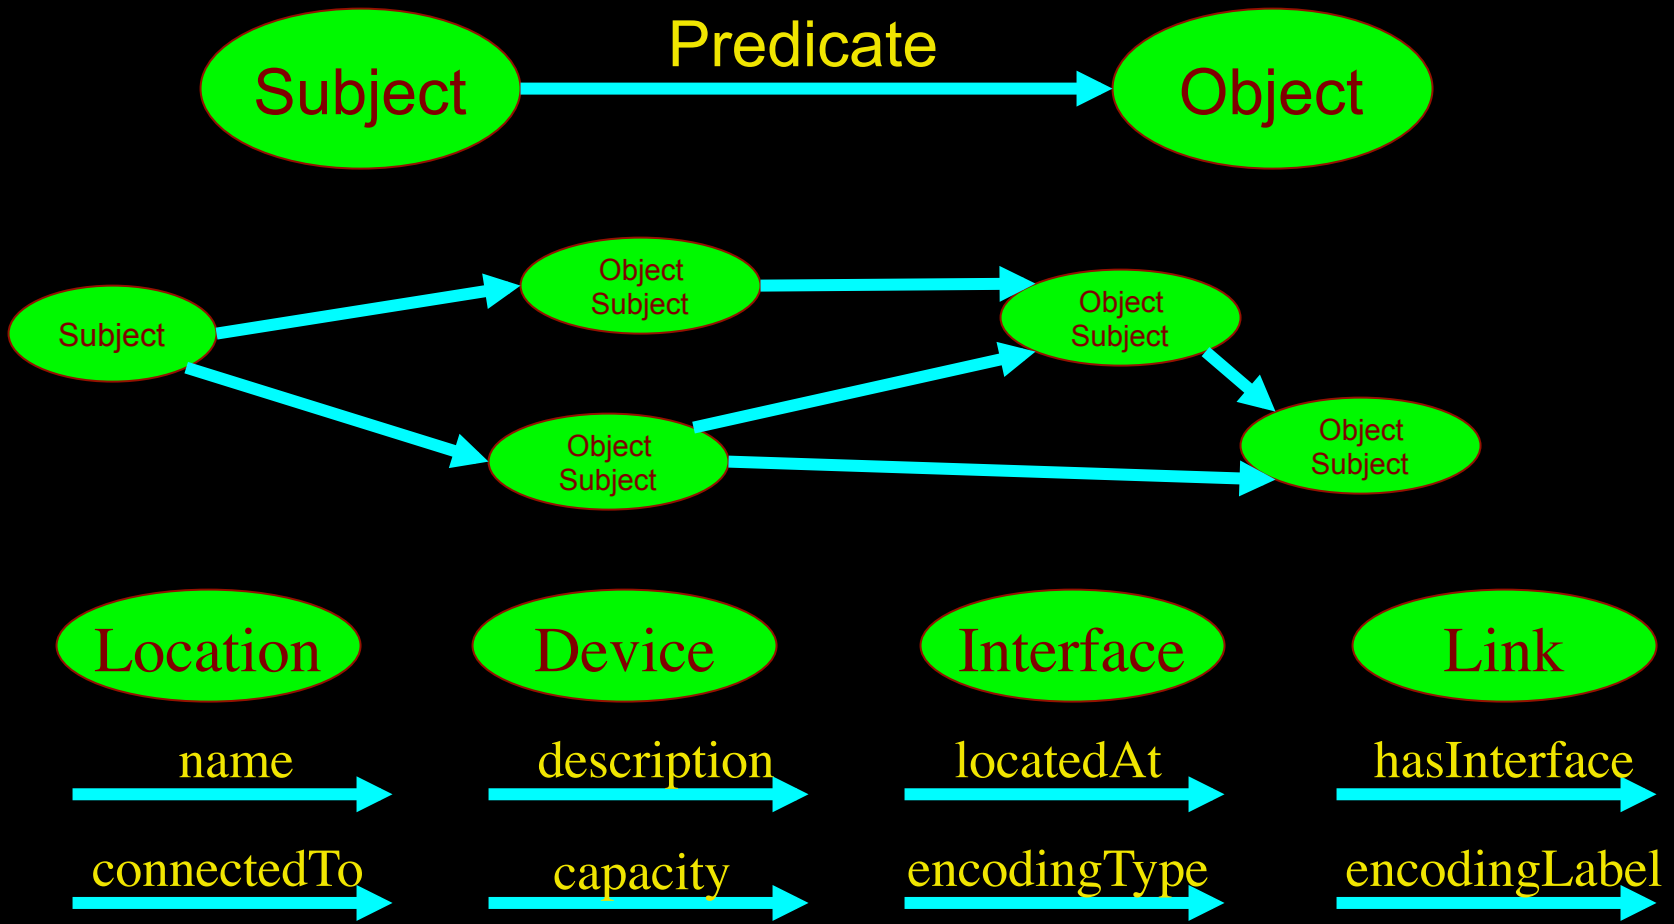 Predicate
Subject
Object
Object
Subject
Object
Subject
Subject
Object
Subject
Object
Subject
Location
Device
Interface
Link
name
description
locatedAt
hasInterface
connectedTo
capacity
encodingType
encodingLabel